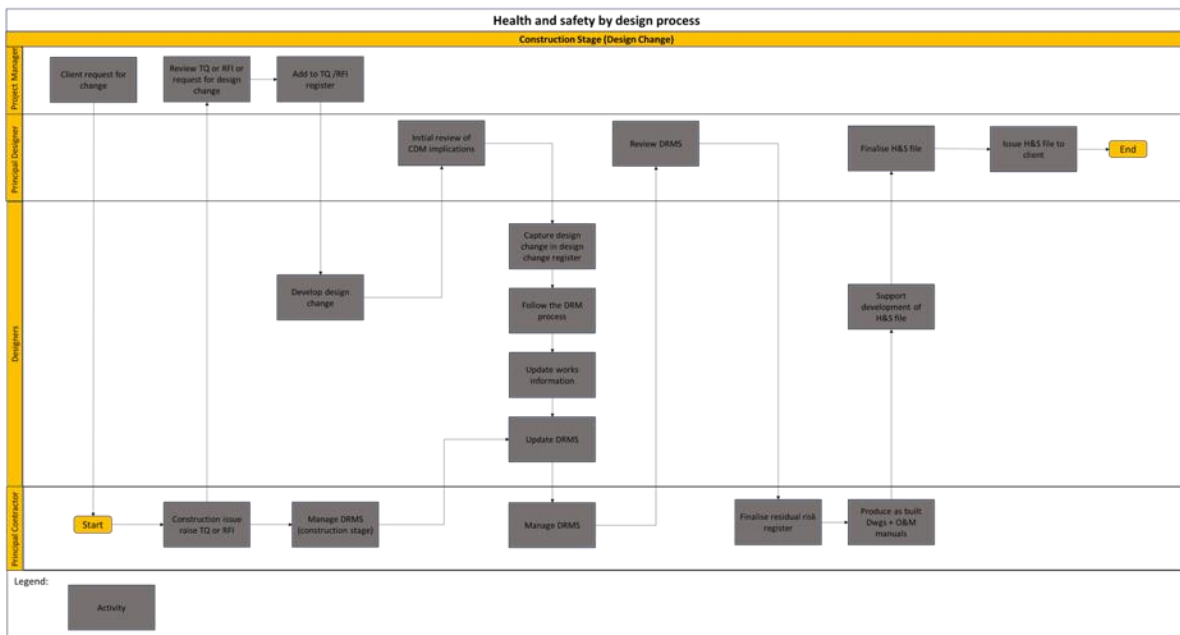 Health and safety by design process
Construction Stage (Design Change)
Project Manager
Client request for
change
Review TQ or RFI or
request for design
change
Add to TQ /RFI
register
Principal Designer
Initial review of
CDM implications
Review DRMS
Finalise H&S file
Issue H&S file to
client
End
Designers
Capture design
change in design
change register
Develop design
change
Follow the DRM
process
Support
development of
H&S file
Update works
information
Update DRMS
Principal Contractor
Start
Construction issue
raise TQ or RFI
Manage DRMS
(construction stage)
Manage DRMS
Finalise residual risk
register
Produce as built
Dwgs + O&M
manuals
Legend:
Activity